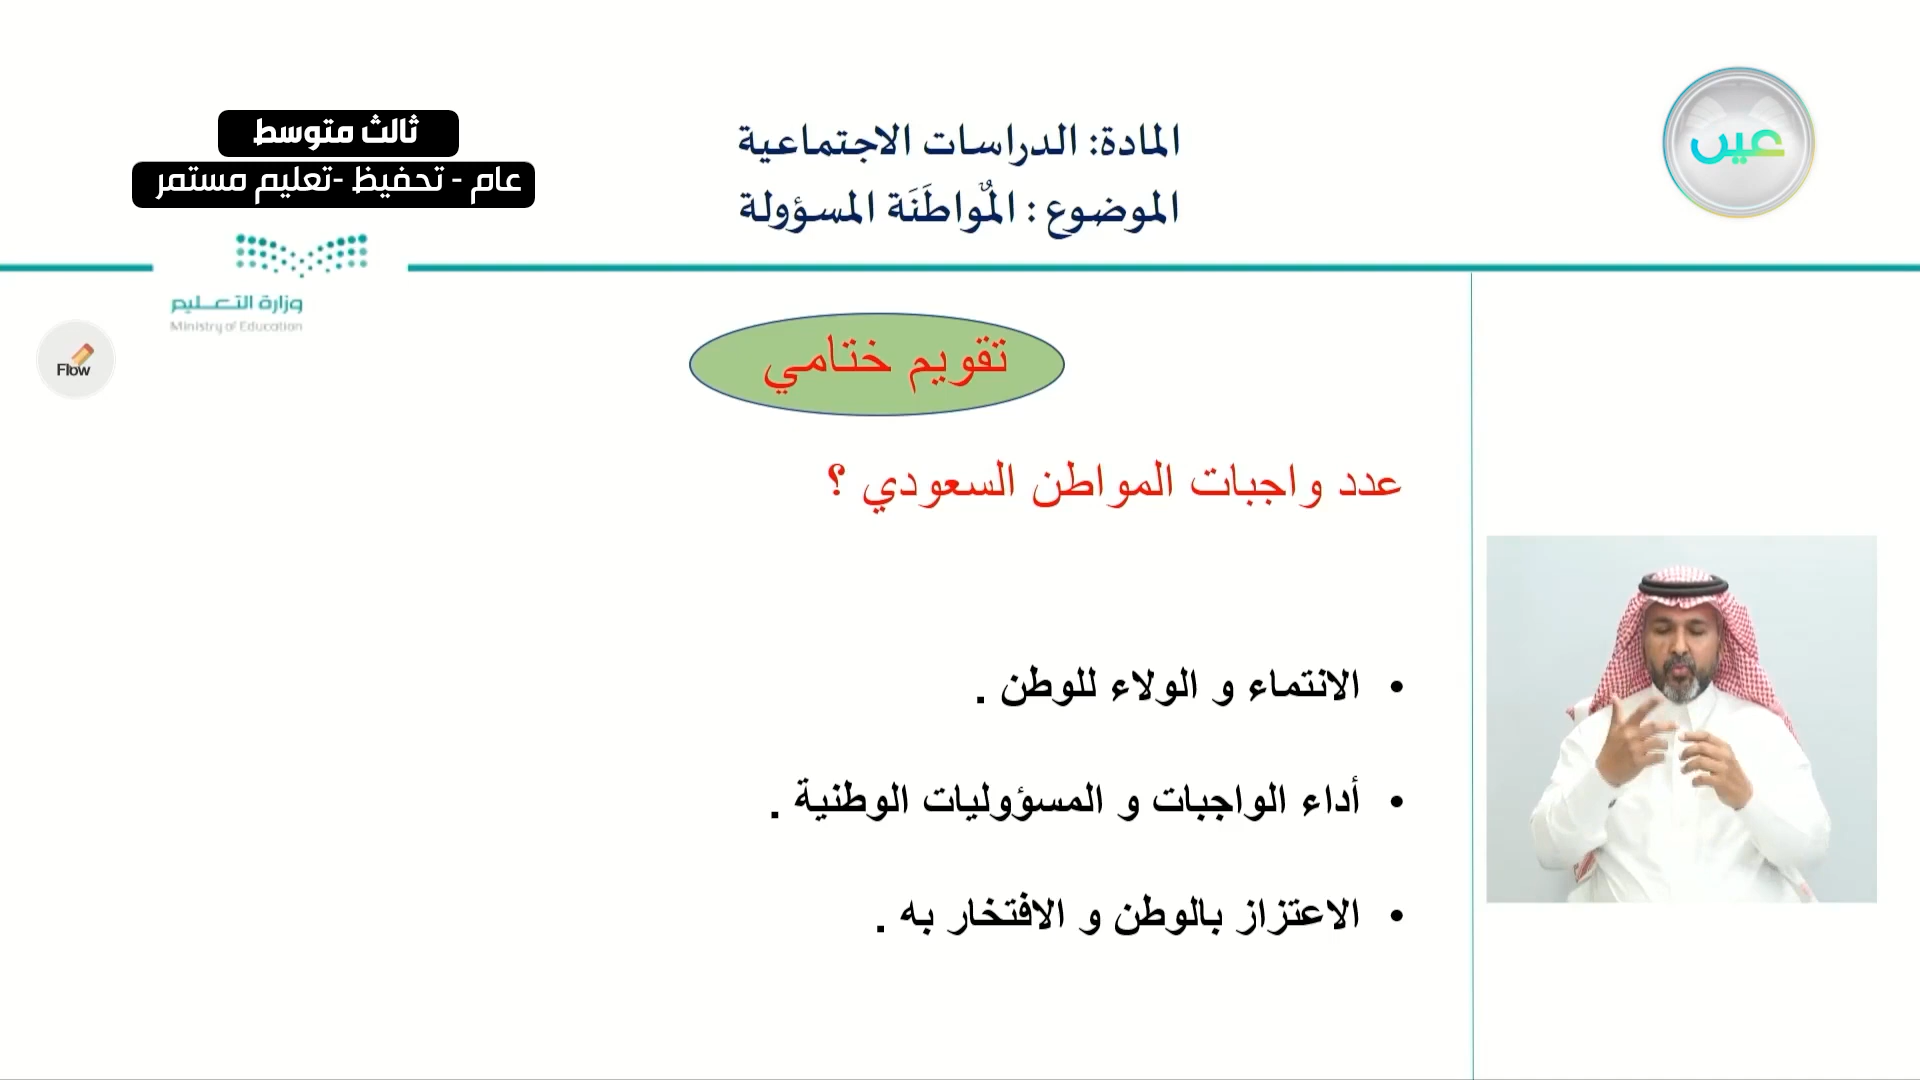 عين
المادة: الدراسات الاجتماعية
الموضوع : المُواطَنَة المسؤولة
ثالث متوسط
عام - تحفيظ -تعليم مستمر
وزارة التعليم
Ministry of Education
Flow
تقويم ختامي
عدد واجبات المواطن السعودي ؟
• الانتماء و الولاء للوطن .
• أداء الواجبات و المسؤوليات الوطنية .
• الاعتزاز بالوطن و الافتخار به .